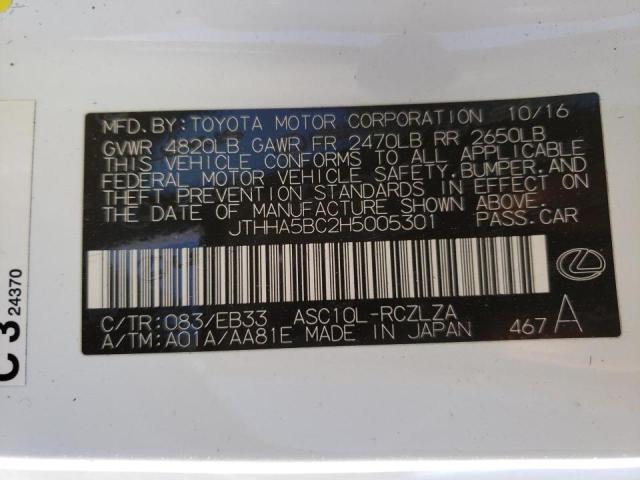 MFD. BY:TOYOTA MOTOR CORPORATION 10/16
GVWR 4820LB GAWR FR 2470LB RR 2650LB
THIS VEHICLE CONFORMS TO ALL APPLICABLE
FEDERAL MOTOR VEHICLE SAFETY,BUMPER,AND
THEFT PREVENTION STANDARDS IN EFFECT ON
THE DATE OF MANUFACTURE SHOWN ABOVE.
JTHHA5BC2H5005301 PASS.CAR
C/TR:083/EB33 ASC10L-RCZLZA
A/TM:A01A/AA81E MADE IN JAPAN 467 A
C 3 24370